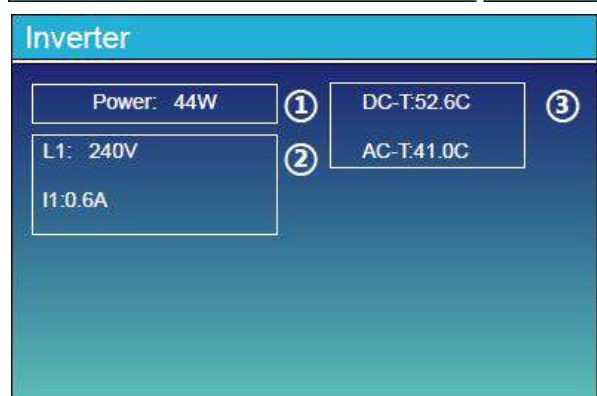 Inverter
Power: 44W
①
L1: 240V
I1:0.6A
②
DC-T:52.6C
AC-T:41.0C
③